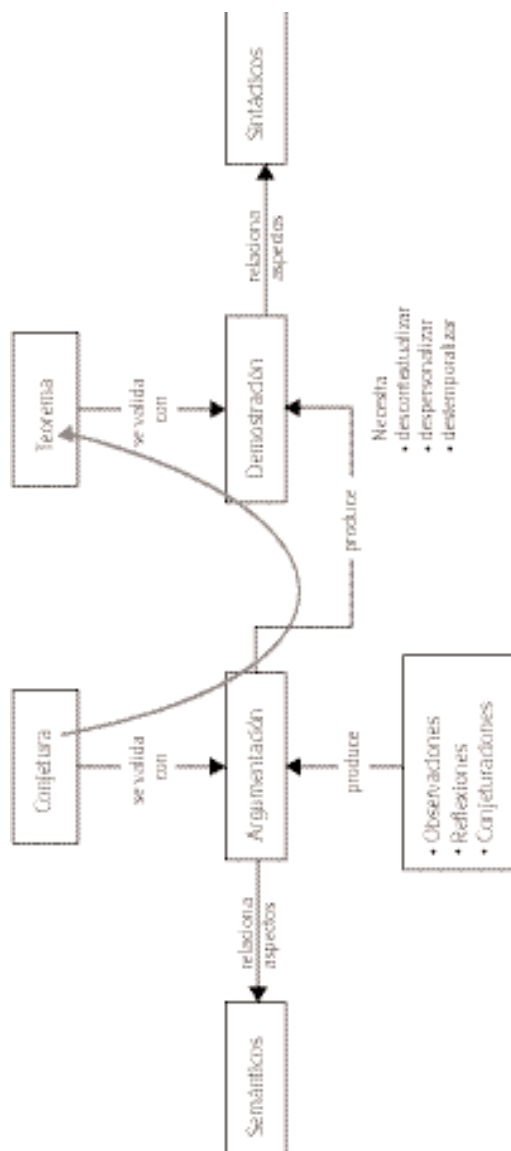 Conjetura
Teorema
se valida
con
se valida
con
Semánticos
relaciona
aspectos
Argumentación
Demostración
relaciona
aspectos
Sintácticos
produce
produce
• Observaciones
• Reflexiones
• Conjeturaciones
Necesita
• descontextualizar
• despersonalizar
• destemporalizar